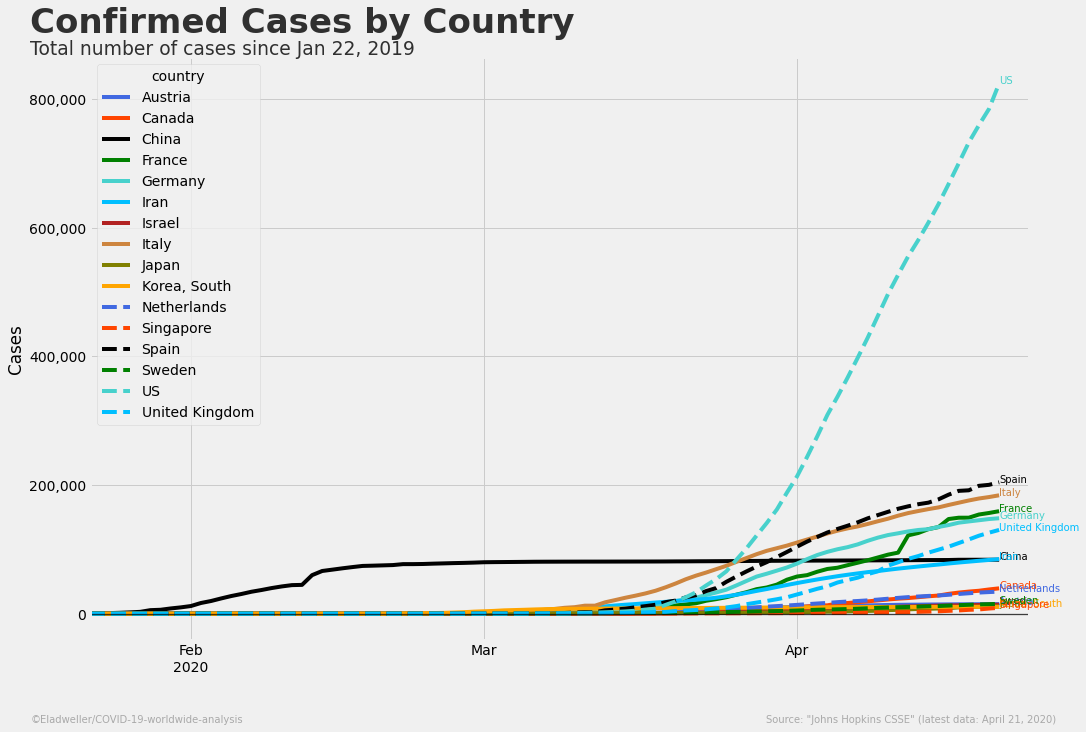 Confirmed Cases by Country
Total number of cases since Jan 22, 2019
country
Austria
Canada
China
France
Germany
Iran
Israel
Italy
Japan
Korea, South
Netherlands
Singapore
Spain
Sweden
US
United Kingdom
Cases
800,000
600,000
400,000
200,000
0
Feb
2020
Mar
Apr
US
Spain
Italy
France
Germany
United Kingdom
China
Canada
Netherlands
Sweden
Singapore
©Eladweller/COVID-19-worldwide-analysis
Source: "Johns Hopkins CSSE" (latest data: April 21, 2020)